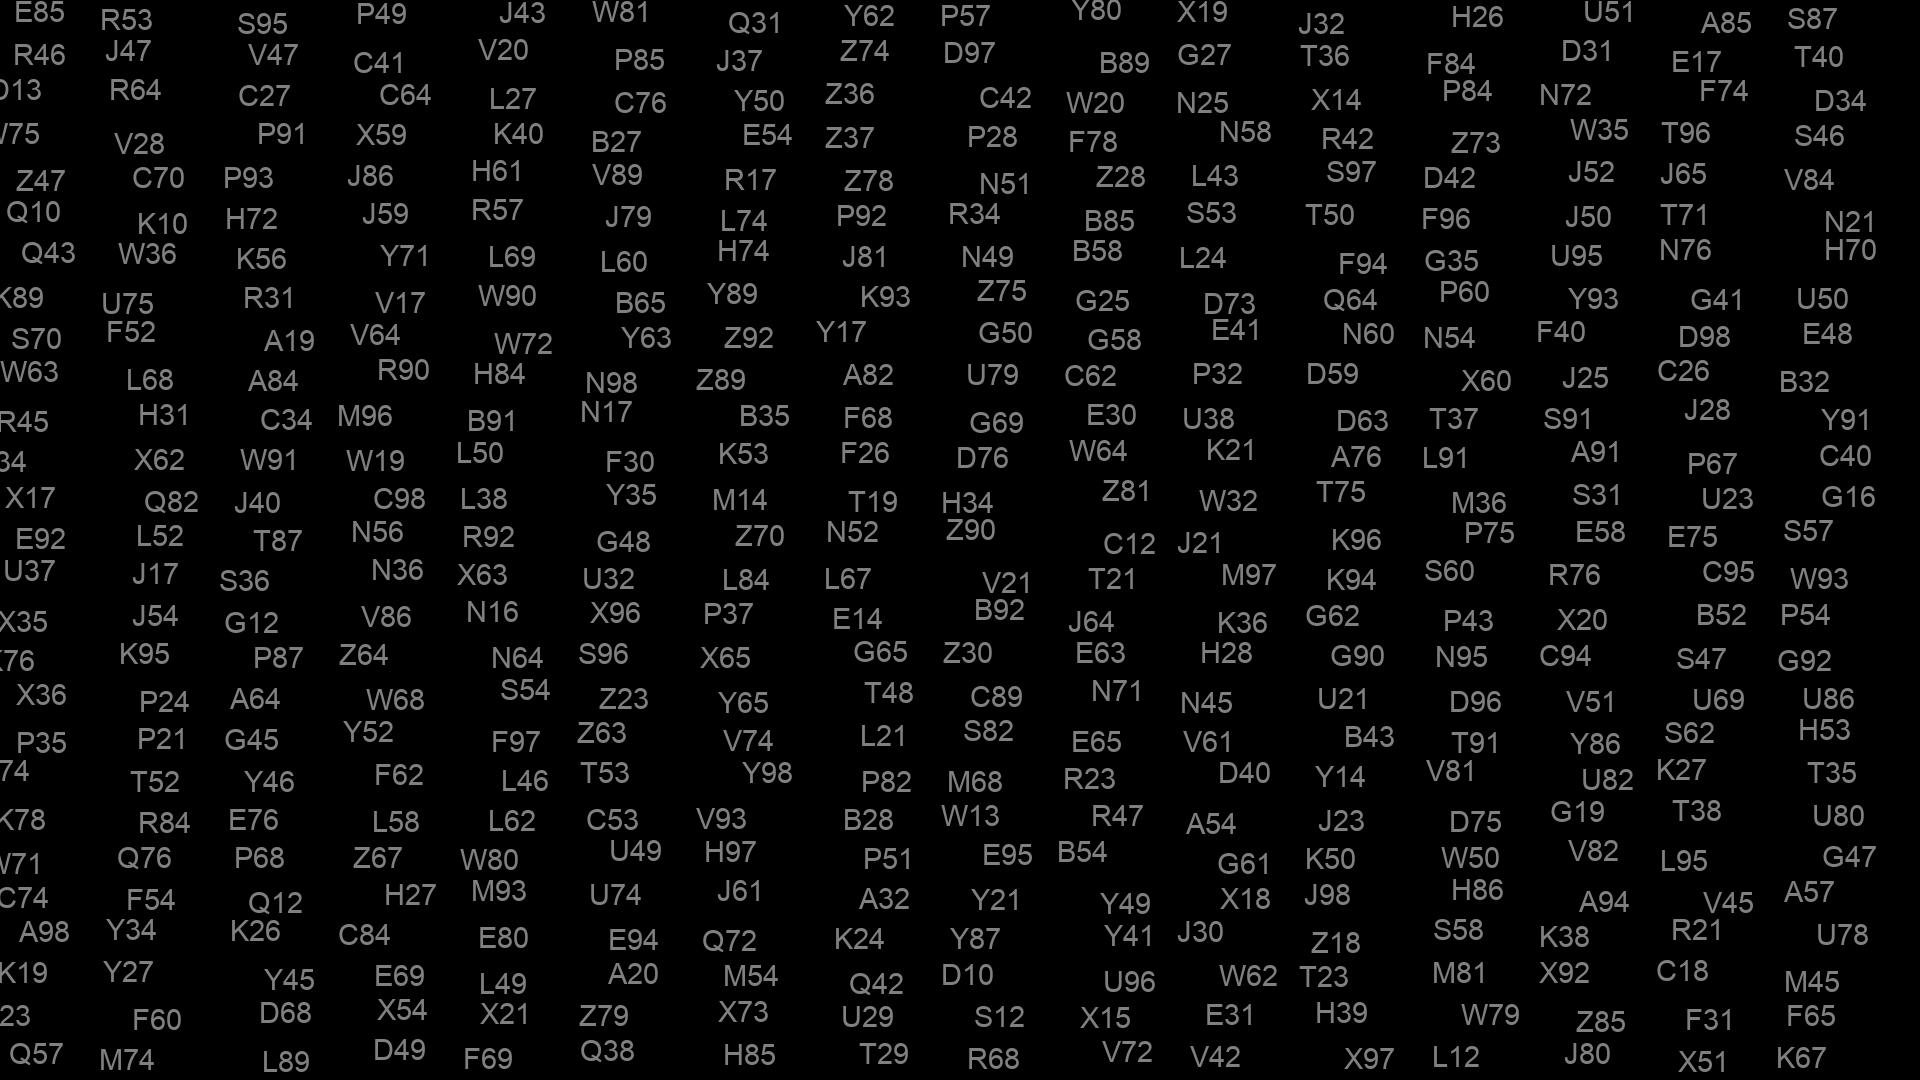 E85 R53 S95 P49 J43 W81 Q31 Y62 P57 Y80 X19 J32 H26 U51 A85 S87
R46 J47 V47 C41 V20 P85 J37 Z74 D97 B89 G27 T36 F84 D31 E17 T40
D13 R64 C27 C64 L27 C76 Y50 Z36 C42 W20 N25 X14 P84 N72 F74 D34
W75 V28 P91 X59 K40 B27 E54 Z37 P28 F78 N58 R42 Z73 W35 T96 S46
Z47 C70 P93 J86 H61 V89 R17 Z78 N51 Z28 L43 S97 D42 J52 J65 V84
Q10 K10 H72 J59 R57 J79 L74 P92 R34 B85 S53 T50 F96 J50 T71 N21
Q43 W36 K56 Y71 L69 L60 H74 J81 N49 B58 L24 F94 G35 U95 N76 H70
K89 U75 R31 V17 W90 B65 Y89 K93 Z75 G25 D73 Q64 P60 Y93 G41 U50
S70 F52 A19 V64 W72 Y63 Z92 Y17 G50 G58 E41 N60 N54 F40 D98 E48
W63 L68 A84 R90 H84 N98 Z89 A82 U79 C62 P32 D59 X60 J25 C26 B32
R45 H31 C34 M96 B91 N17 B35 F68 G69 E30 U38 D63 T37 S91 J28 Y91
34 X62 W91 W19 L50 F30 K53 F26 D76 W64 K21 A76 L91 A91 P67 C40
X17 Q82 J40 C98 L38 Y35 M14 T19 H34 Z81 W32 T75 M36 S31 U23 G16
E92 L52 T87 N56 R92 G48 Z70 N52 Z90 C12 J21 K96 P75 E58 E75 S57
U37 J17 S36 N36 X63 U32 L84 L67 V21 T21 M97 K94 S60 R76 C95 W93
X35 J54 G12 V86 N16 X96 P37 E14 B92 J64 K36 G62 P43 X20 B52 P54
K76 K95 P87 Z64 N64 S96 X65 G65 Z30 E63 H28 G90 N95 C94 S47 G92
X36 P24 A64 W68 S54 Z23 Y65 T48 C89 N71 N45 U21 D96 V51 U69 U86
P35 P21 G45 Y52 F97 Z63 V74 L21 S82 E65 V61 B43 T91 Y86 S62 H53
74 T52 Y46 F62 L46 T53 Y98 P82 M68 R23 D40 Y14 V81 U82 K27 T35
K78 R84 E76 L58 L62 C53 V93 B28 W13 R47 A54 J23 D75 G19 T38 U80
W71 Q76 P68 Z67 W80 U49 H97 P51 E95 B54 G61 K50 W50 V82 L95 G47
C74 F54 Q12 H27 M93 U74 J61 A32 Y21 Y49 X18 J98 H86 A94 V45 A57
A98 Y34 K26 C84 E80 E94 Q72 K24 Y87 Y41 J30 Z18 S58 K38 R21 U78
K19 Y27 Y45 E69 L49 A20 M54 Q42 D10 U96 W62 T23 M81 X92 C18 M45
23 F60 D68 X54 X21 Z79 X73 U29 S12 X15 E31 H39 W79 Z85 F31 F65
Q57 M74 L89 D49 F69 Q38 H85 T29 R68 V72 V42 X97 L12 J80 X51 K67